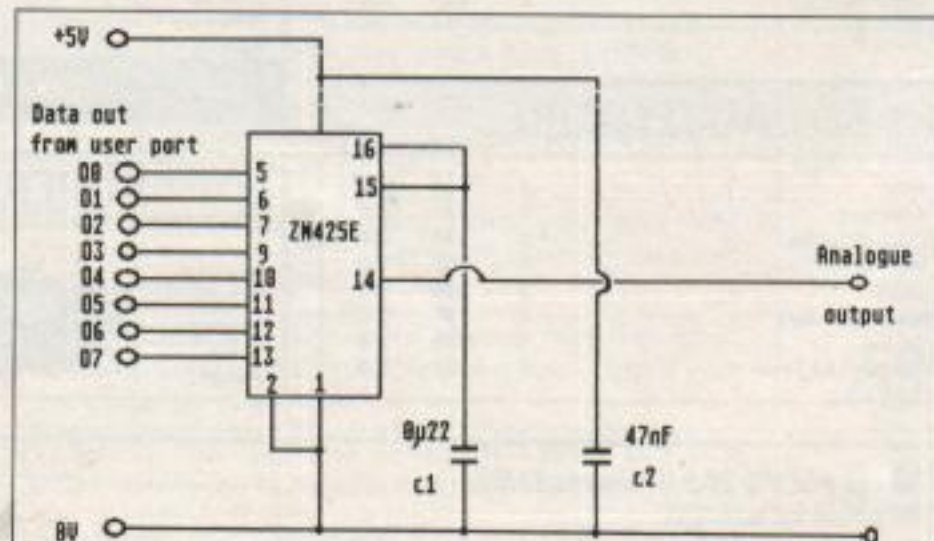 +5V
Data out
from user port
D0
D1
D2
D3
D4
D5
D6
D7
5
6
7
9
10
11
12
13
2
1
16
15
14
ZN425E
Analogue
output
0µ22
c1
47nF
c2
0V